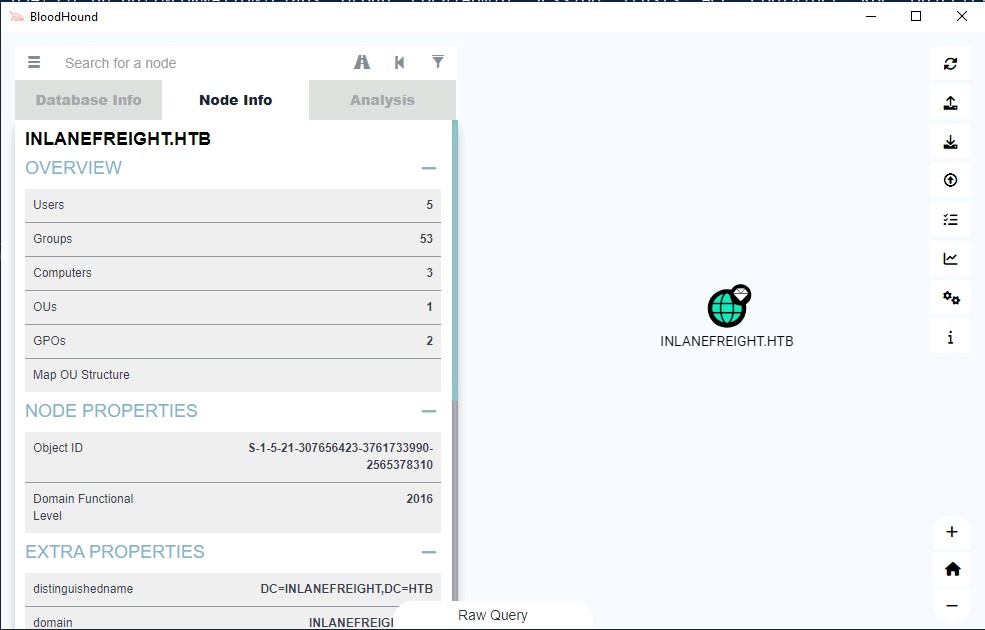 BloodHound
Search for a node
Database Info Node Info Analysis
INLANEFREIGHT.HTB
OVERVIEW
Users 5
Groups 53
Computers 3
OUs 1
GPOs 2
Map OU Structure
NODE PROPERTIES
Object ID S-1-5-21-307656423-3761733990-
2565378310
Domain Functional 2016
Level
EXTRA PROPERTIES
distinguishedname DC=INLANEFREIGHT,DC=HTB
domain INLANEFREIG
Raw Query
INLANEFREIGHT.HTB